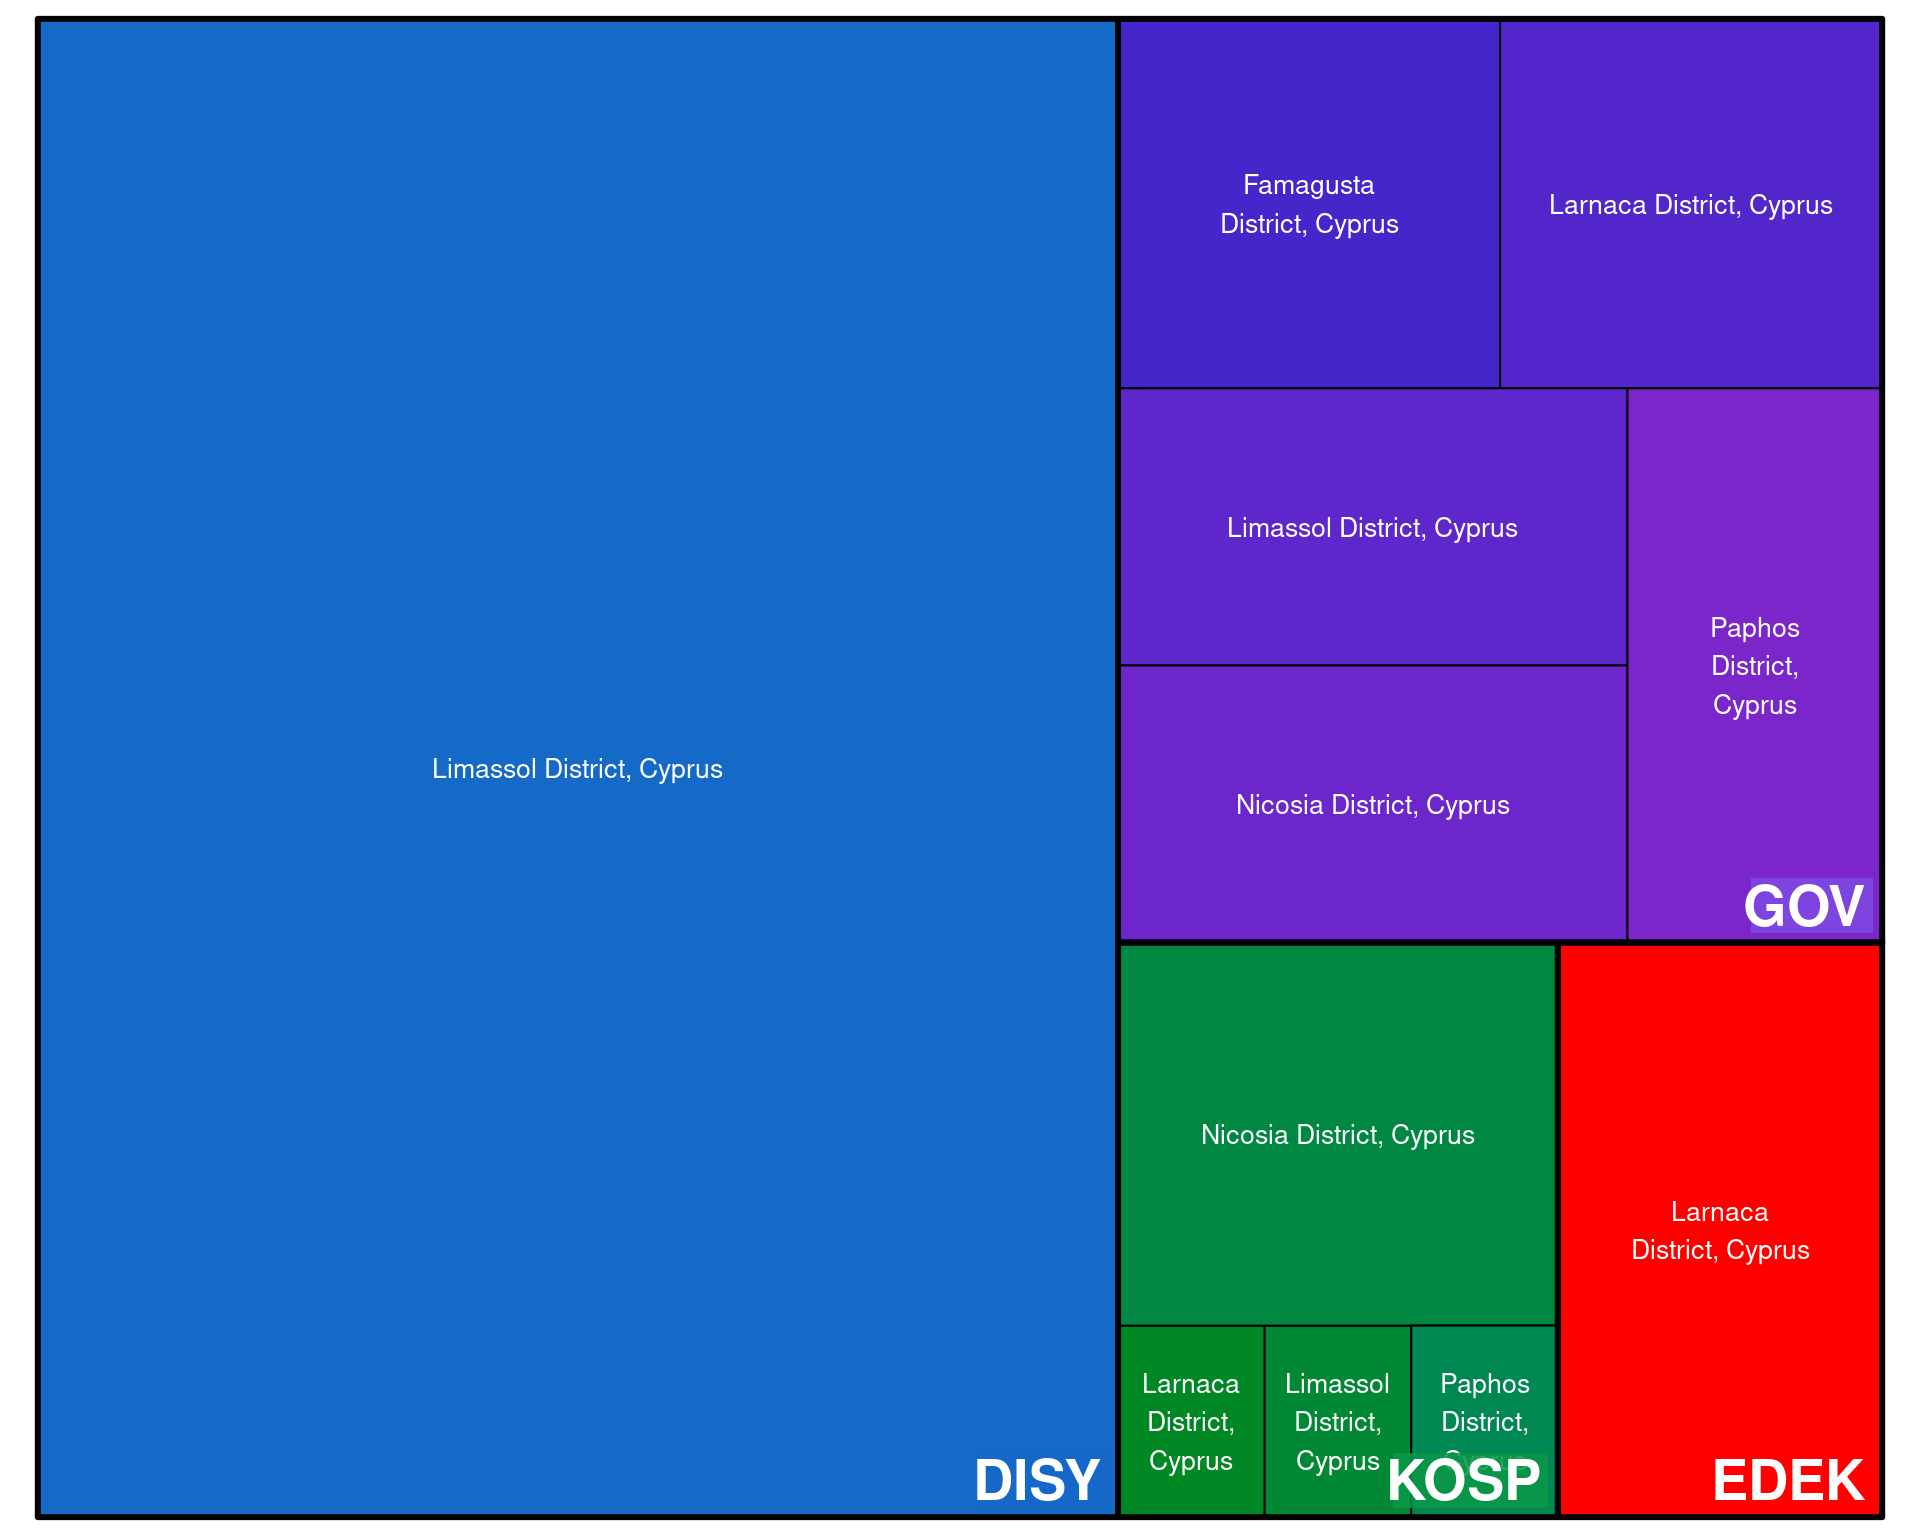 Limassol District, Cyprus
DISY
Famagusta
District, Cyprus
Larnaca District, Cyprus
Limassol District, Cyprus
Nicosia District, Cyprus
Paphos
District,
Cyprus
GOV
Nicosia District, Cyprus
Larnaca
District,
Cyprus
Limassol
District,
Cyprus
Paphos
District,
KOSP
Larnaca
District, Cyprus
EDEK